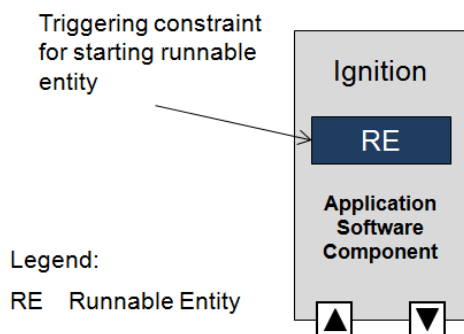 Triggering constraint
for starting runnable
entity
Ignition
RE
Application
Software
Component
Legend:
RE Runnable Entity